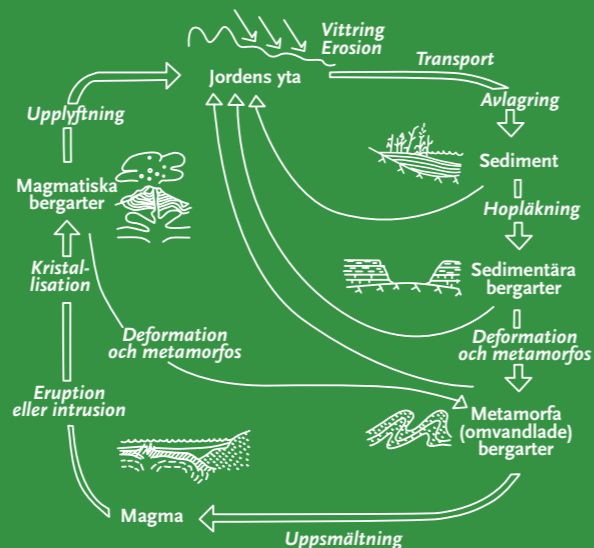 Vittring
Erosion
Transport
Jordens yta
Avlagring
Upplyftning
Sediment
Magmatiska
bergarter
Hopläkning
Kristal-
lisation
Sedimentära
bergarter
Deformation
och metamorfos
Deformation
och metamorfos
Eruption
eller intrusion
Metamorfa
(omvandlade)
bergarter
Magma
Uppsmältning